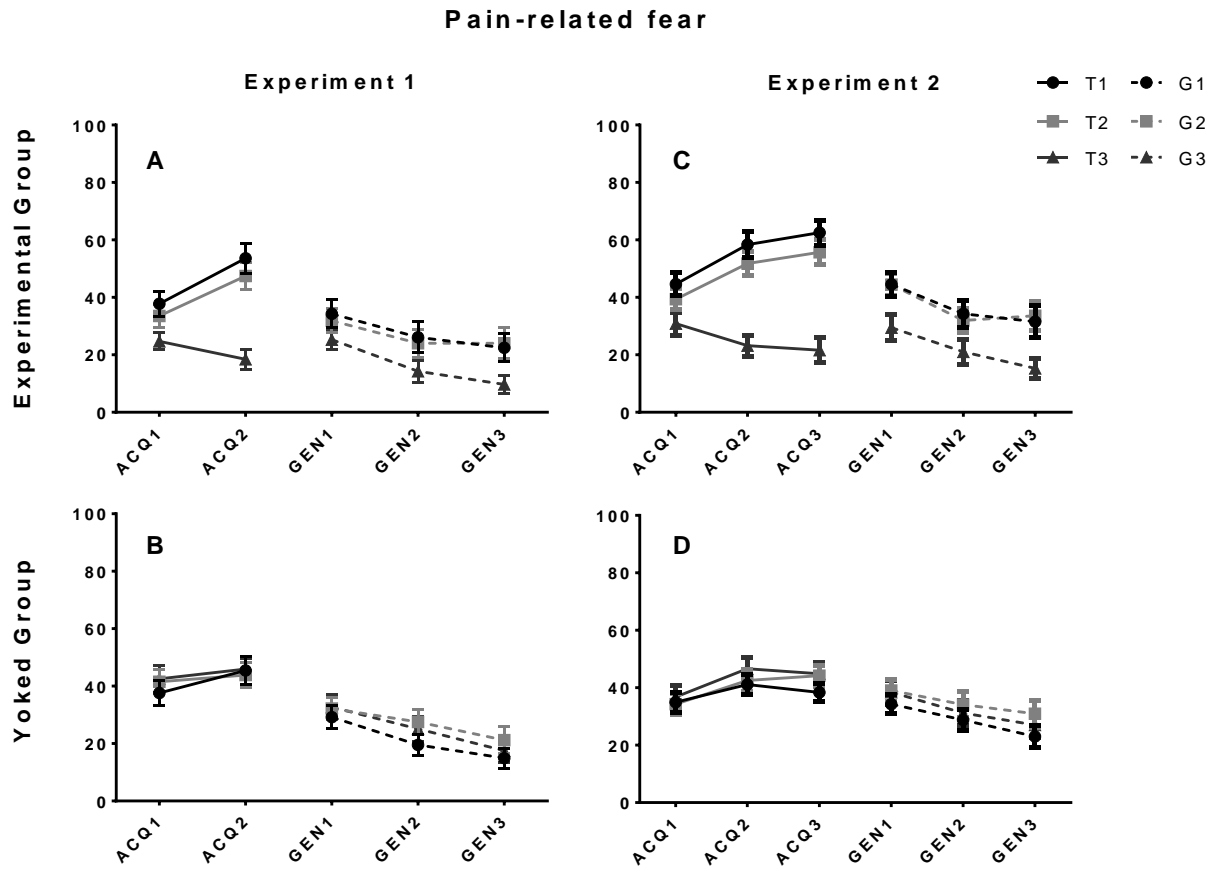 Pain-related fear
Experiment 1
Experiment 2
T1 G1
T2 G2
T3 G3
Experimental Group
A
100
80
60
40
20
0
ACQ1 ACQ2 GEN1 GEN2 GEN3
C
100
80
60
40
20
0
ACQ1 ACQ2 ACQ3 GEN1 GEN2 GEN3
Yoked Group
B
100
80
60
40
20
0
ACQ1 ACQ2 GEN1 GEN2 GEN3
D
100
80
60
40
20
0
ACQ1 ACQ2 ACQ3 GEN1 GEN2 GEN3